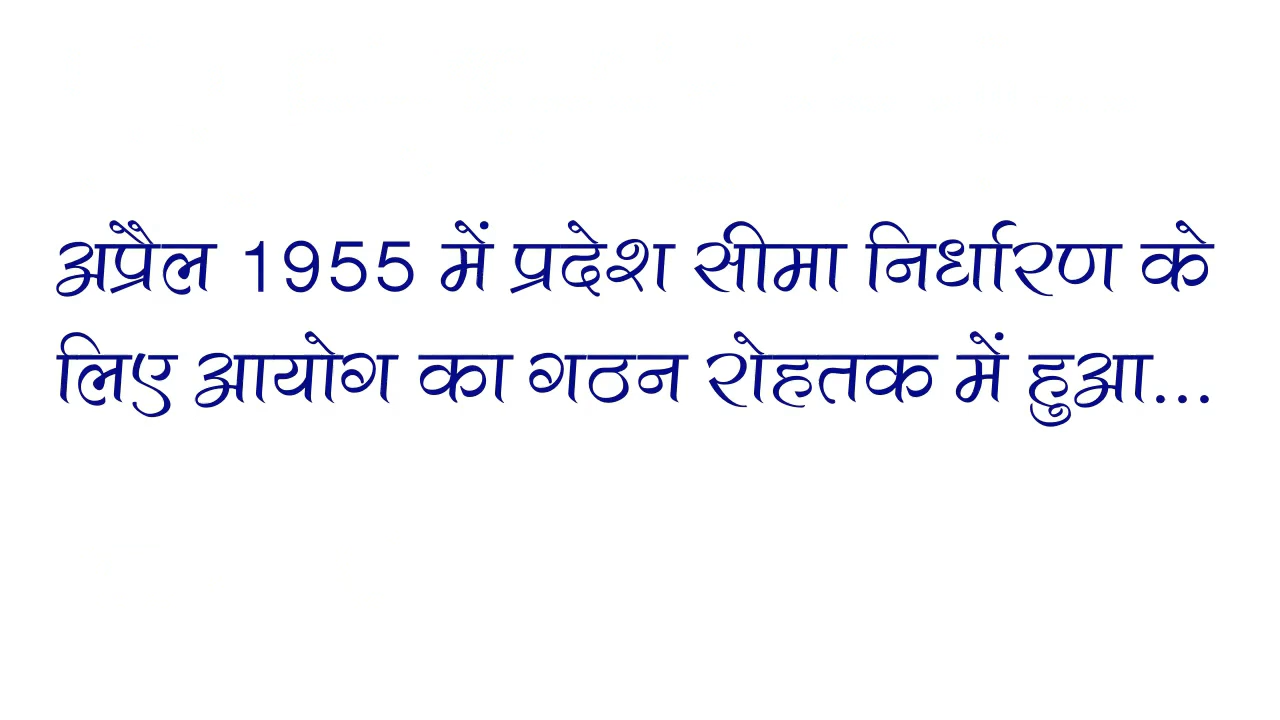 अप्रैल 1955 में प्रदेश सीमा निर्धारण के
लिए आयोग का गठन रोहतक में हुआ...